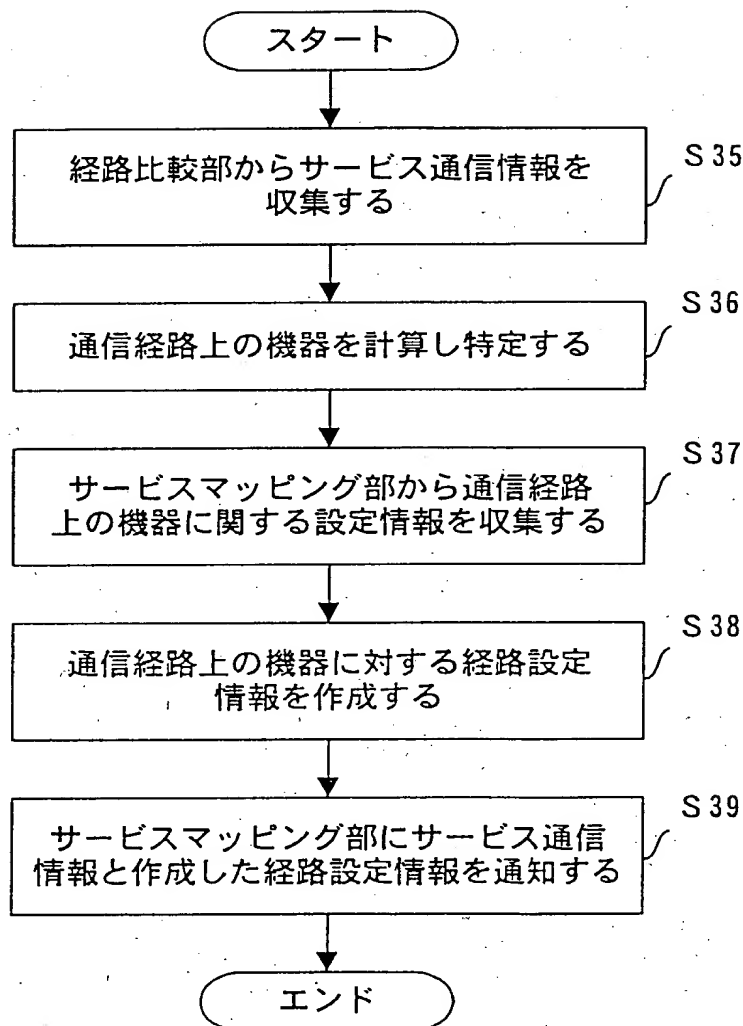 スタート
経路比較部からサービス通信情報を
収集する
S35
通信経路上の機器を計算し特定する
S36
サービスマッピング部から通信経路
上の機器に関する設定情報を収集する
S37
通信経路上の機器に対する経路設定
情報を作成する
S38
サービスマッピング部にサービス通信
情報と作成した経路設定情報を通知する
S39
エンド